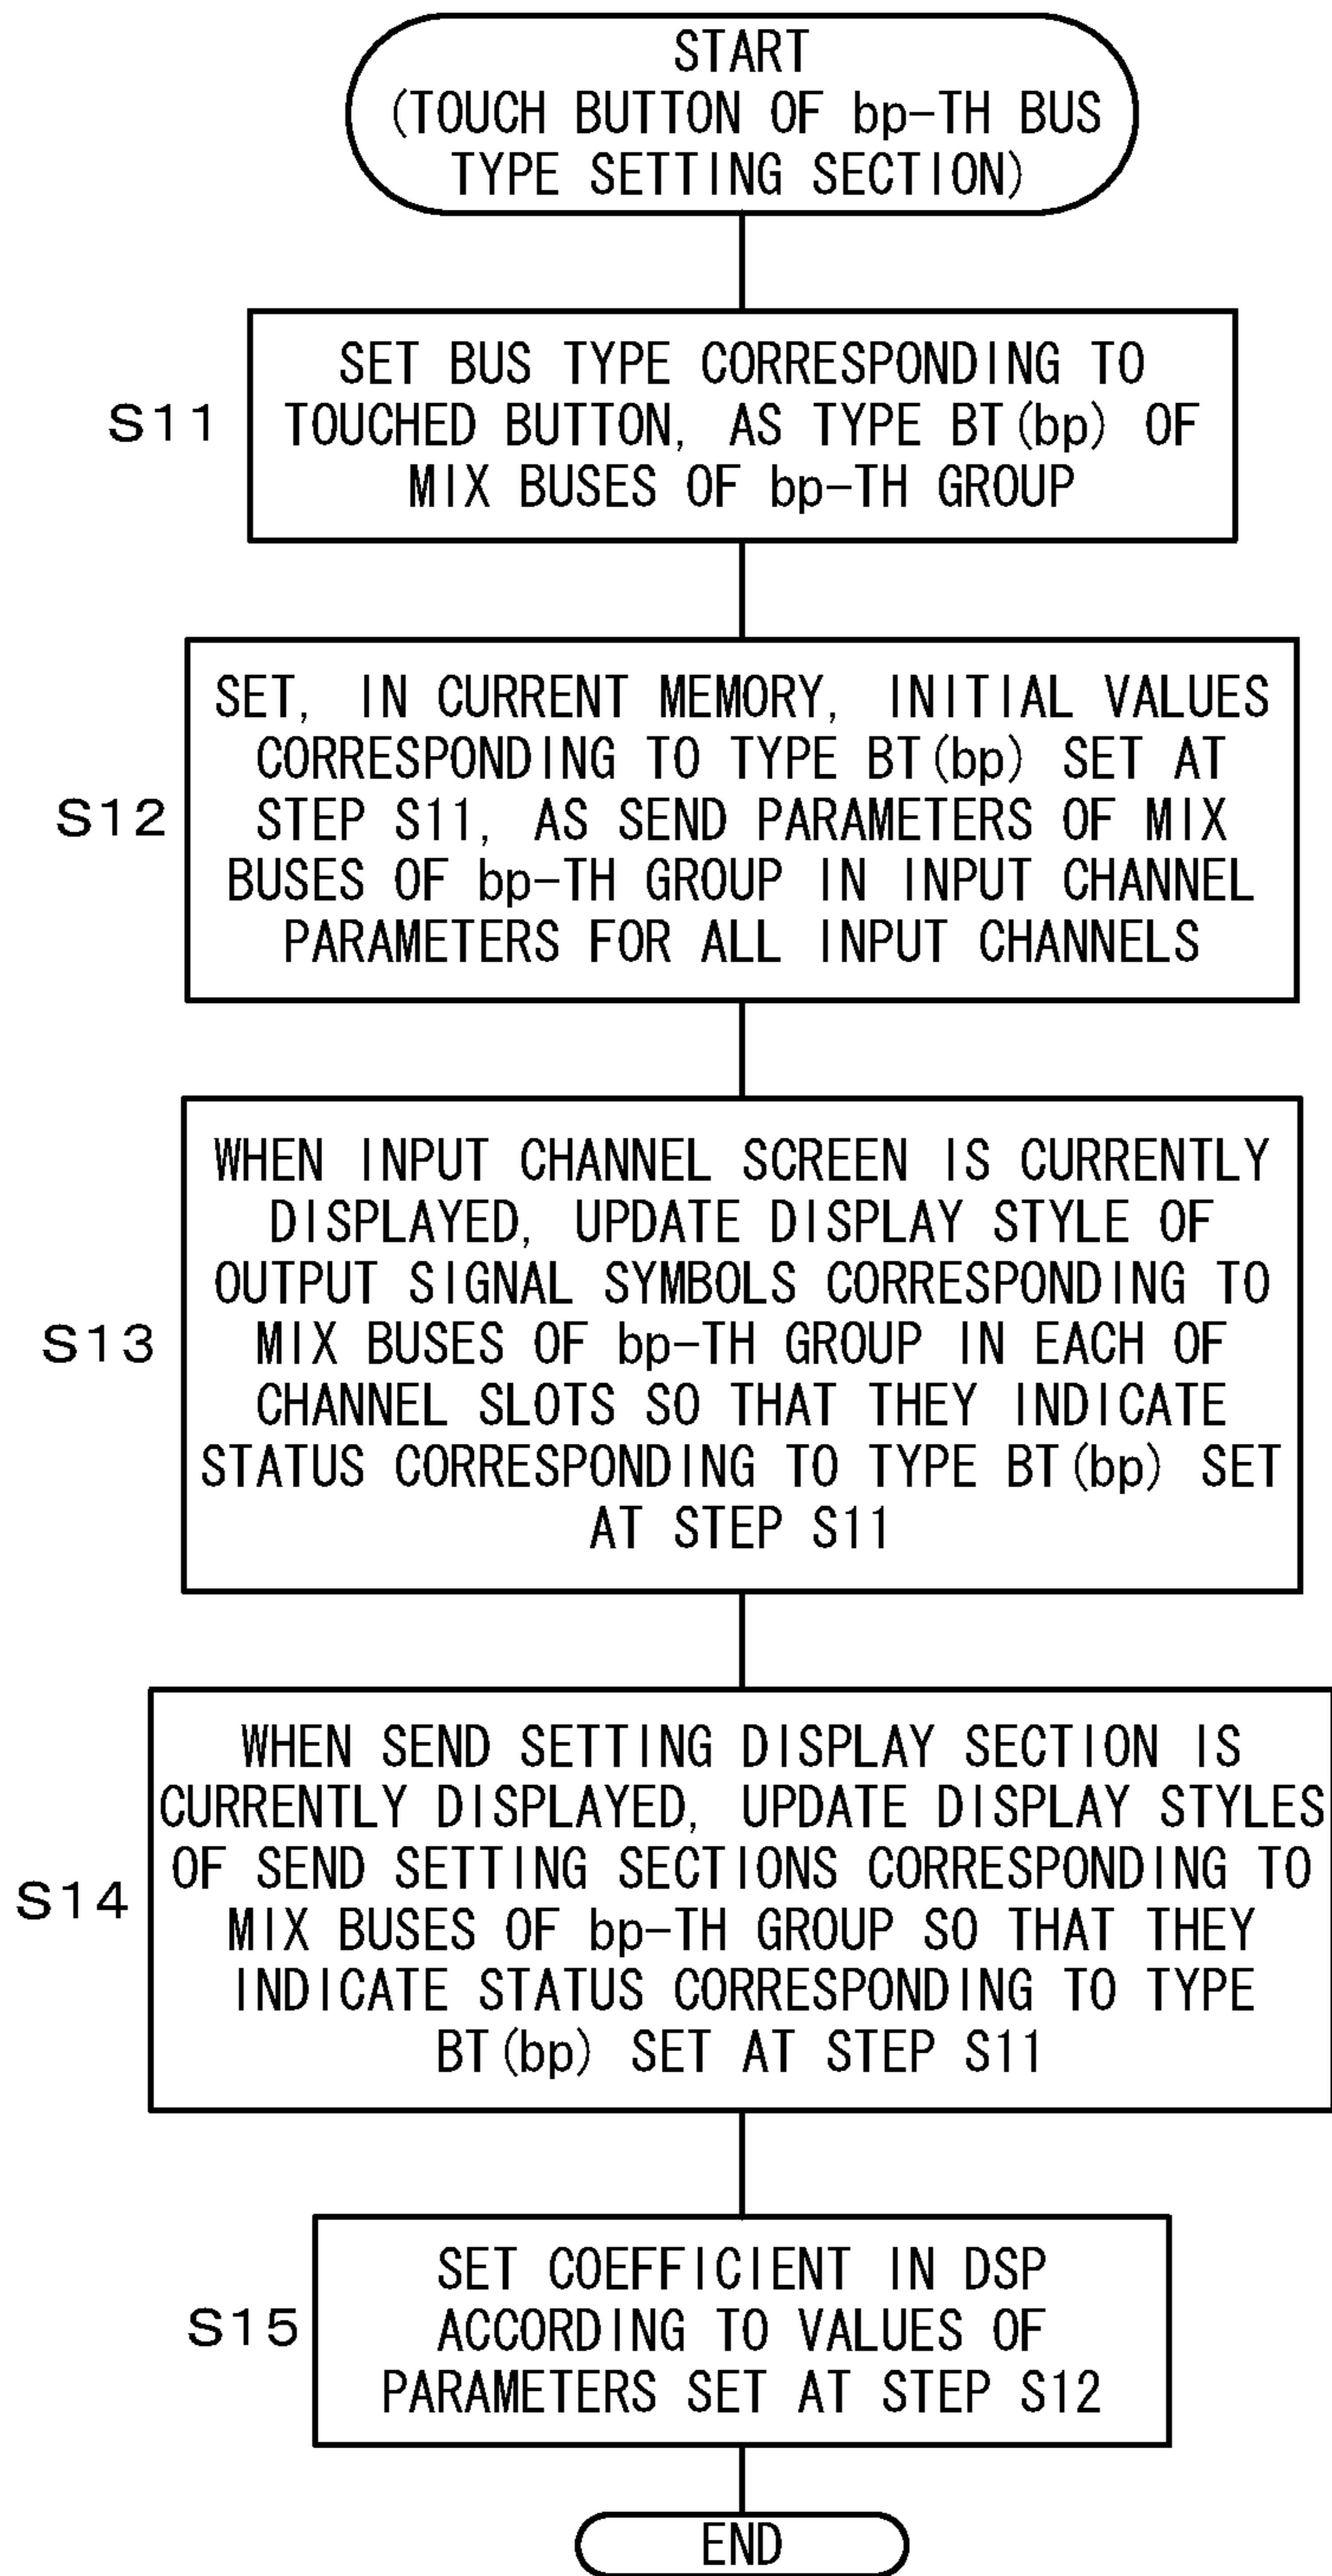 START
(TOUCH BUTTON OF bp-TH BUS
TYPE SETTING SECTION)
S11
SET BUS TYPE CORRESPONDING TO
TOUCHED BUTTON, AS TYPE BT(bp) OF
MIX BUSES OF bp-TH GROUP
S12
SET, IN CURRENT MEMORY, INITIAL VALUES
CORRESPONDING TO TYPE BT(bp) SET AT
STEP S11, AS SEND PARAMETERS OF MIX
BUSES OF bp-TH GROUP IN INPUT CHANNEL
PARAMETERS FOR ALL INPUT CHANNELS
S13
WHEN INPUT CHANNEL SCREEN IS CURRENTLY
DISPLAYED, UPDATE DISPLAY STYLE OF
OUTPUT SIGNAL SYMBOLS CORRESPONDING TO
MIX BUSES OF bp-TH GROUP IN EACH OF
CHANNEL SLOTS SO THAT THEY INDICATE
STATUS CORRESPONDING TO TYPE BT(bp) SET
AT STEP S11
S14
WHEN SEND SETTING DISPLAY SECTION IS
CURRENTLY DISPLAYED, UPDATE DISPLAY STYLES
OF SEND SETTING SECTIONS CORRESPONDING TO
MIX BUSES OF bp-TH GROUP SO THAT THEY
INDICATE STATUS CORRESPONDING TO TYPE
BT(bp) SET AT STEP S11
S15
SET COEFFICIENT IN DSP
ACCORDING TO VALUES OF
PARAMETERS SET AT STEP S12
END